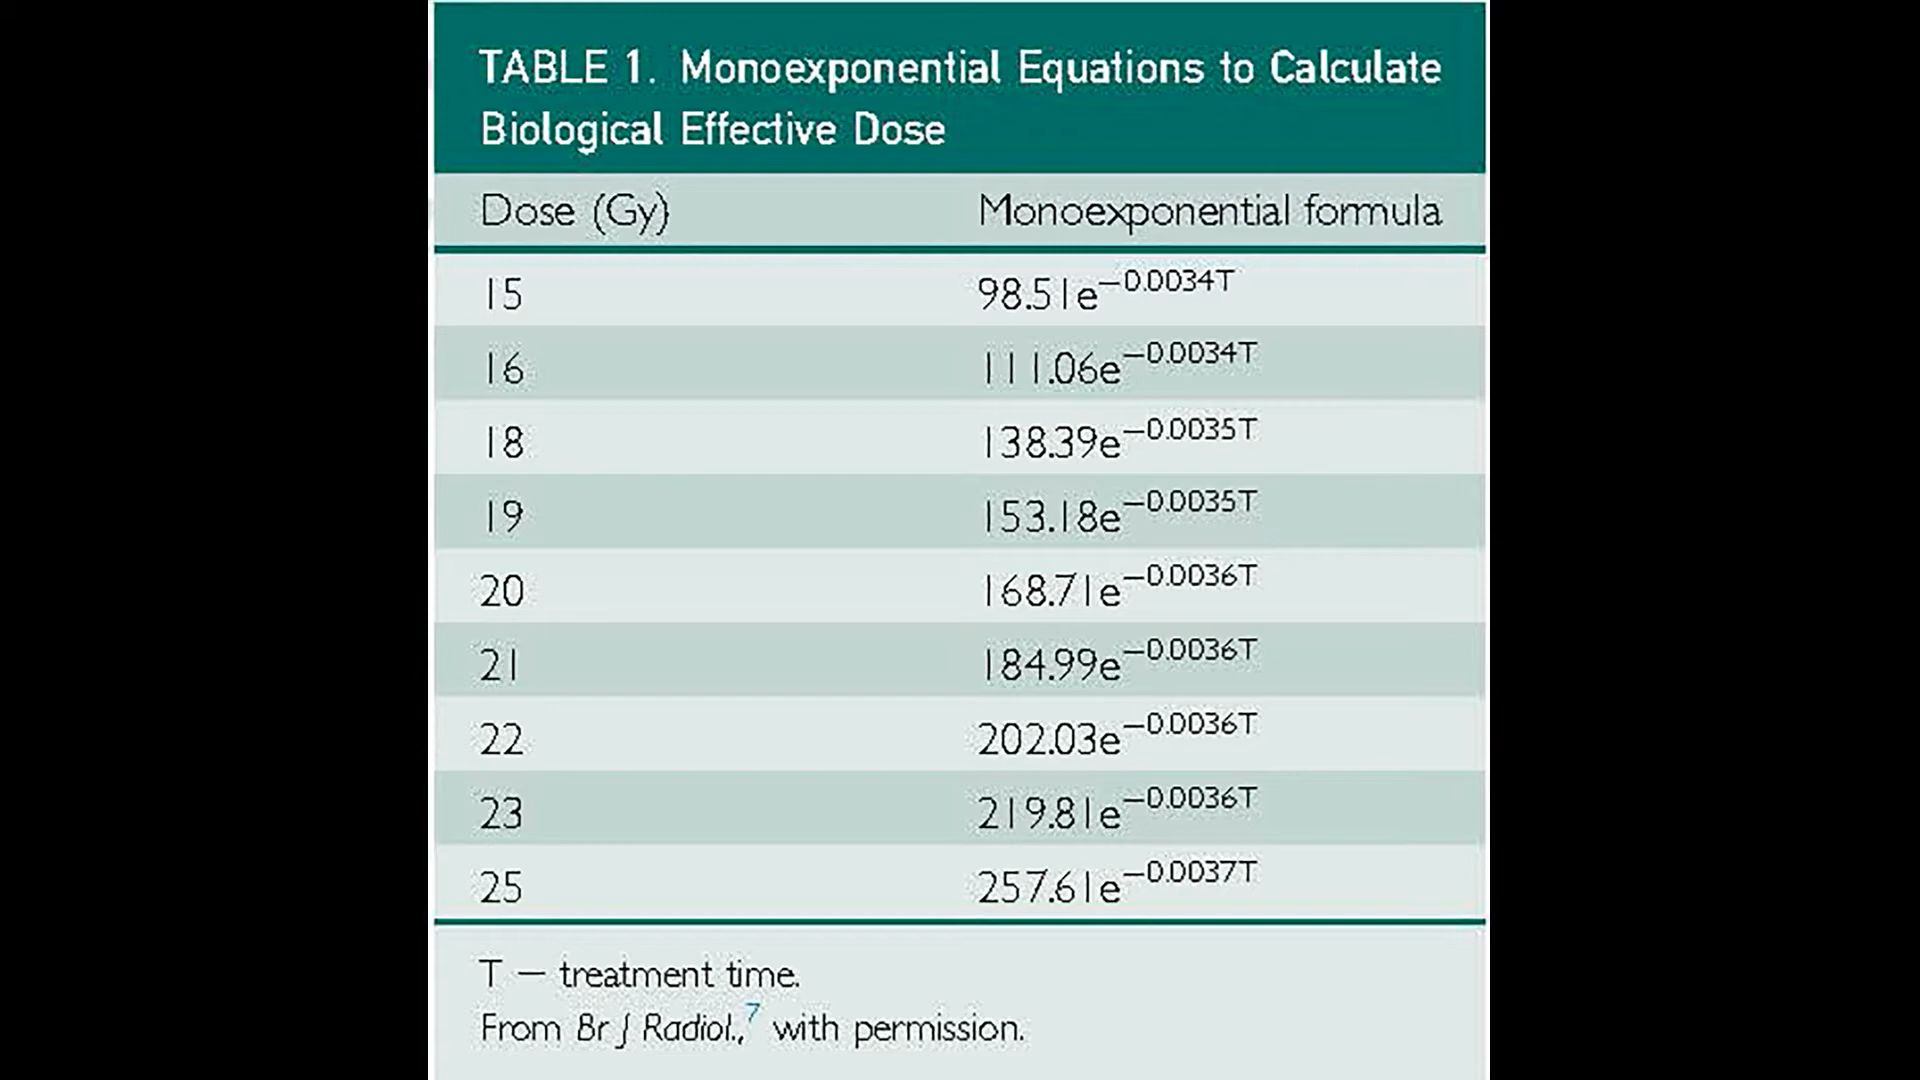 TABLE 1. Monoexponential Equations to Calculate
Biological Effective Dose
Dose (Gy) Monoexponential formula
15 98.51e−0.0034T
16 111.06e−0.0034T
18 138.39e−0.0035T
19 153.18e−0.0035T
20 168.71e−0.0036T
21 184.99e−0.0036T
22 202.03e−0.0036T
23 219.81e−0.0036T
25 257.61e−0.0037T
T — treatment time.
From Br J Radiol.,7 with permission.